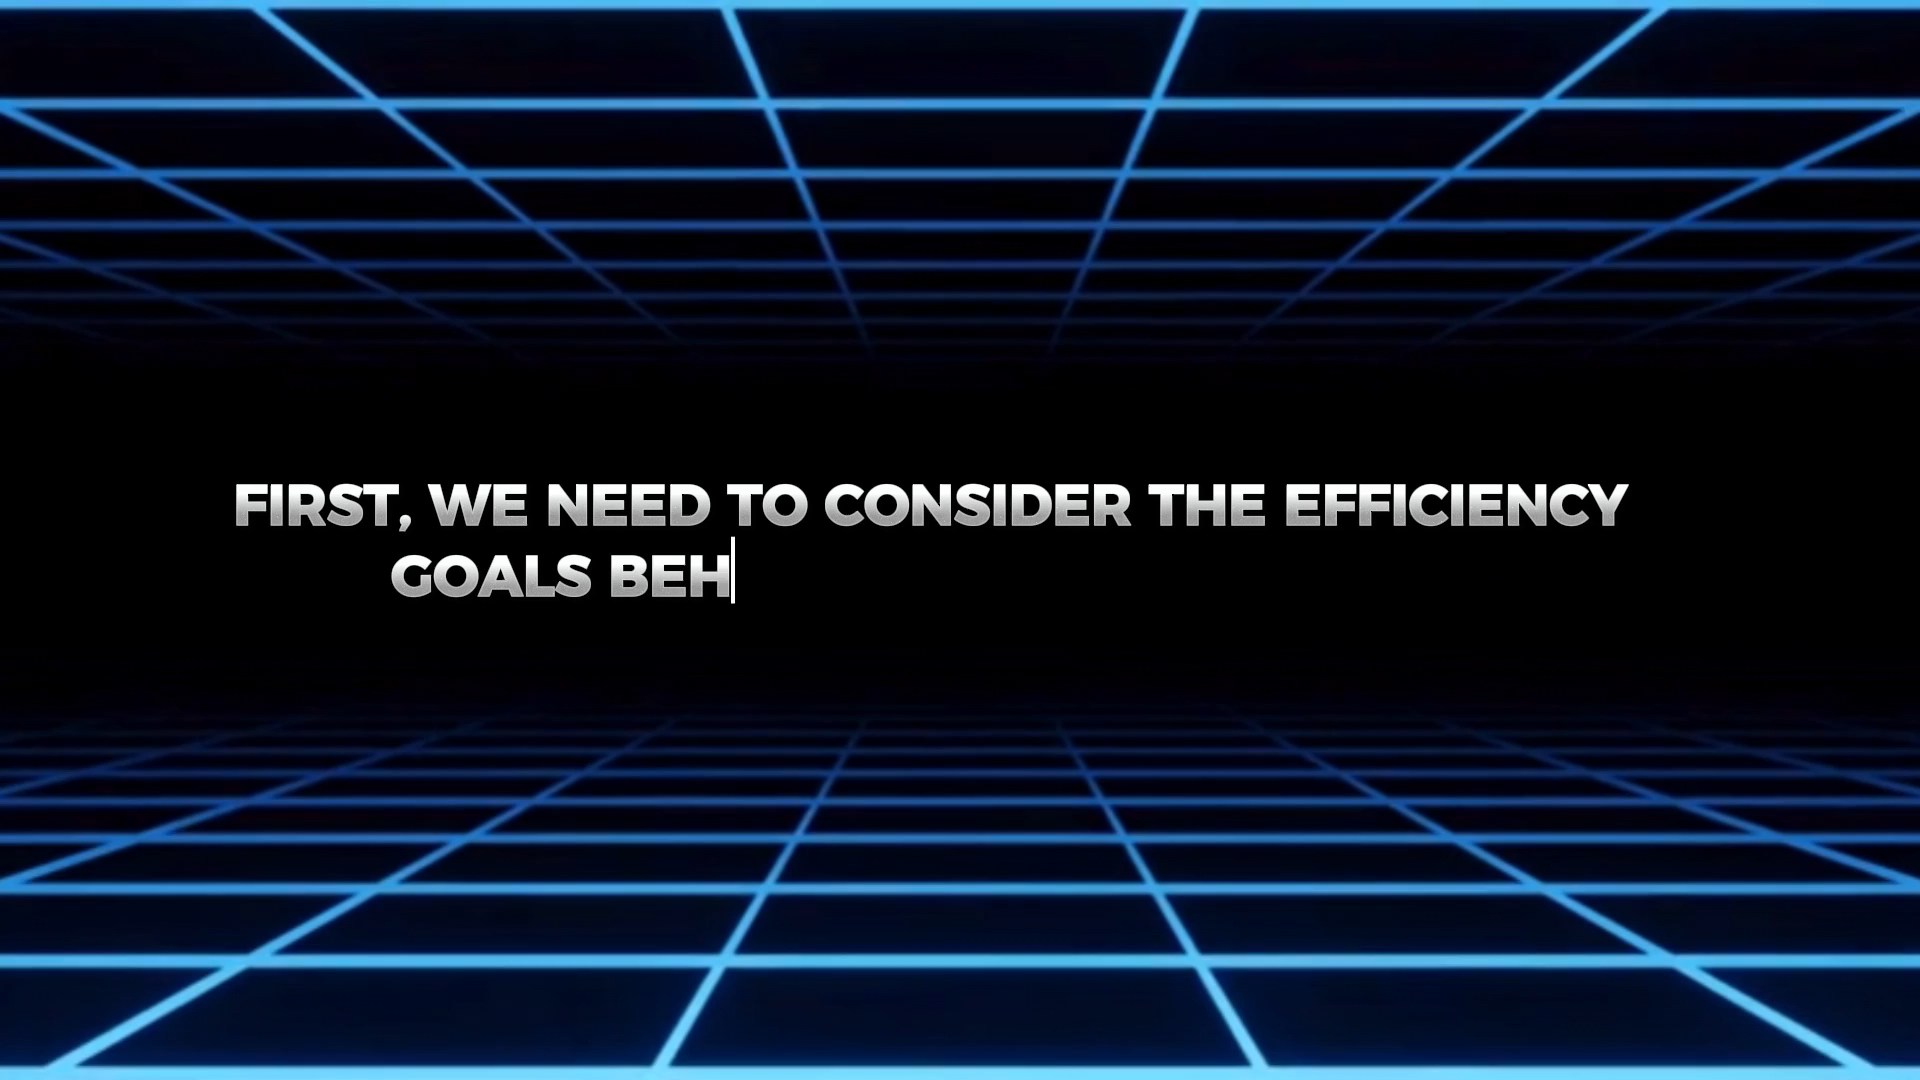 FIRST, WE NEED TO CONSIDER THE EFFICIENCY
GOALS BEH